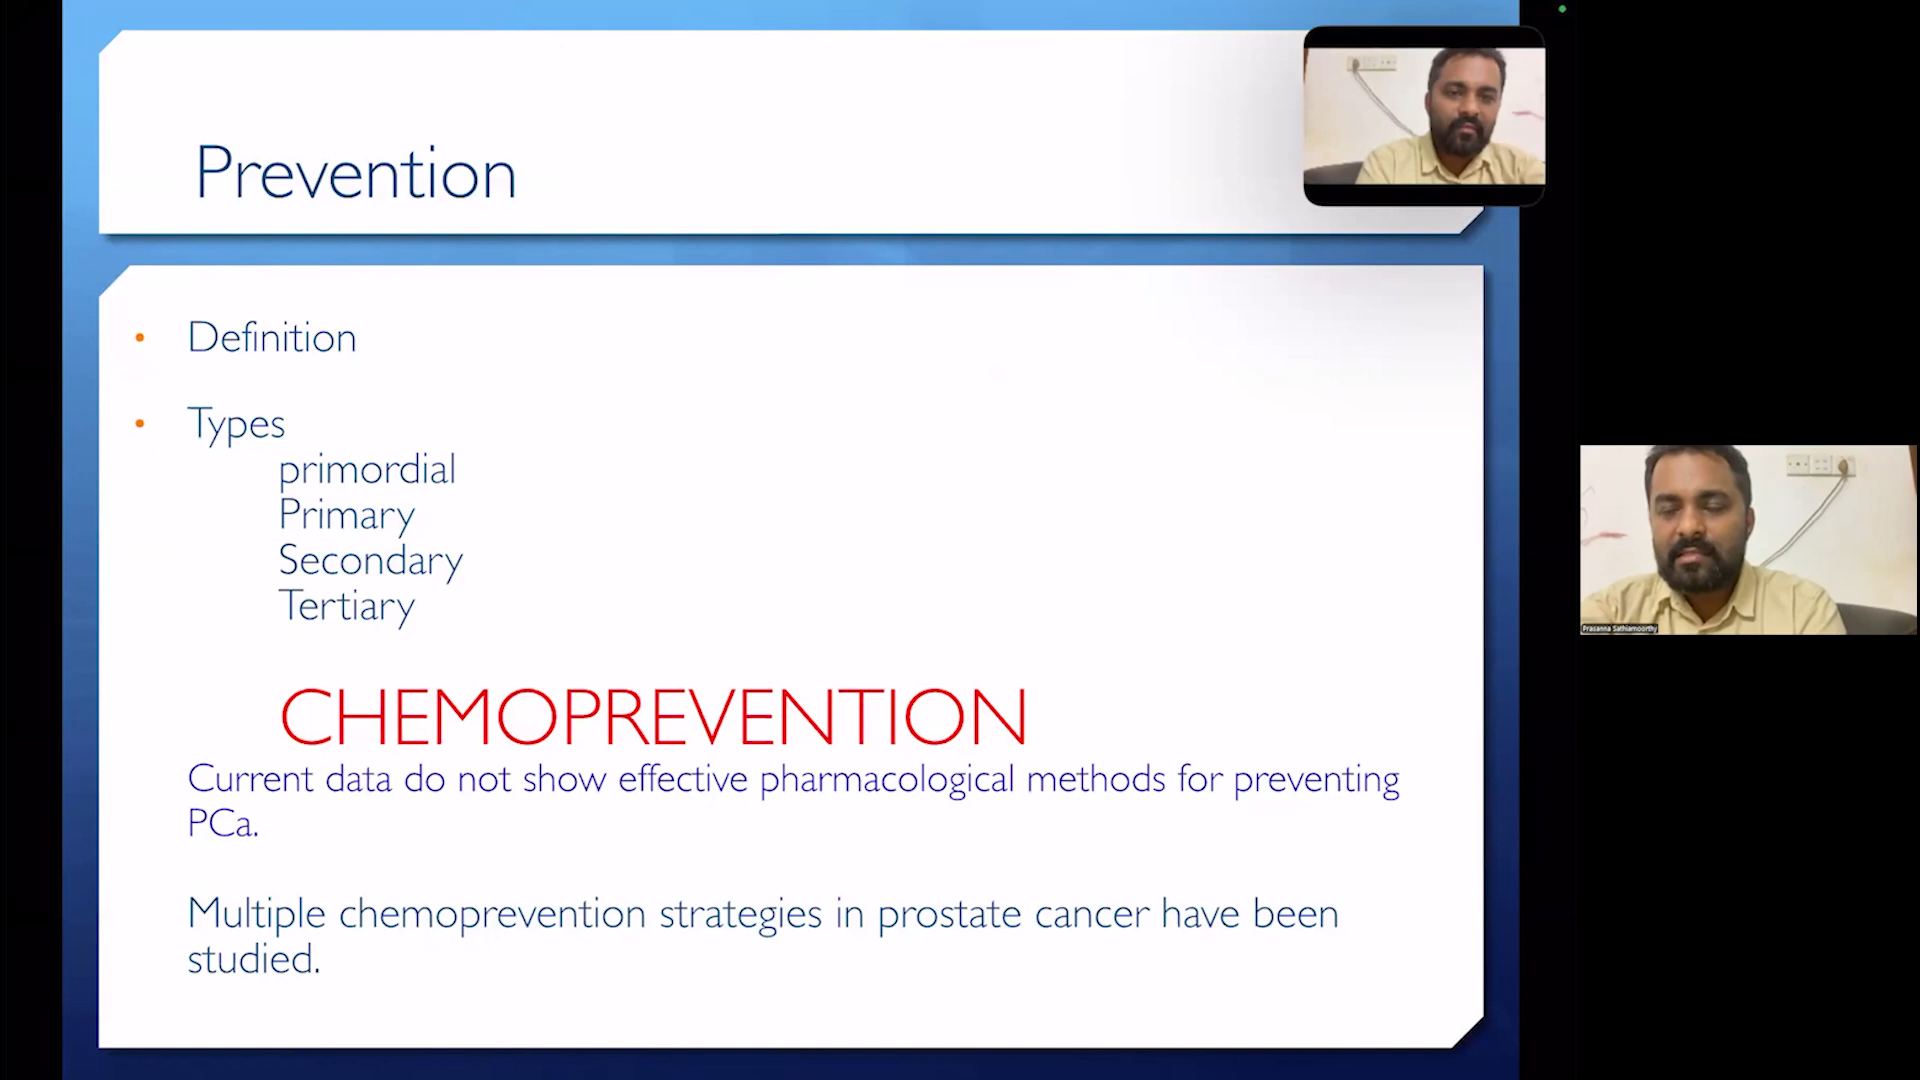 Prevention
• Definition
• Types
primordial
Primary
Secondary
Tertiary
CHEMOPREVENTION
Current data do not show effective pharmacological methods for preventing
PCa.
Multiple chemoprevention strategies in prostate cancer have been
studied.
Prasanna Sathiamoorthy